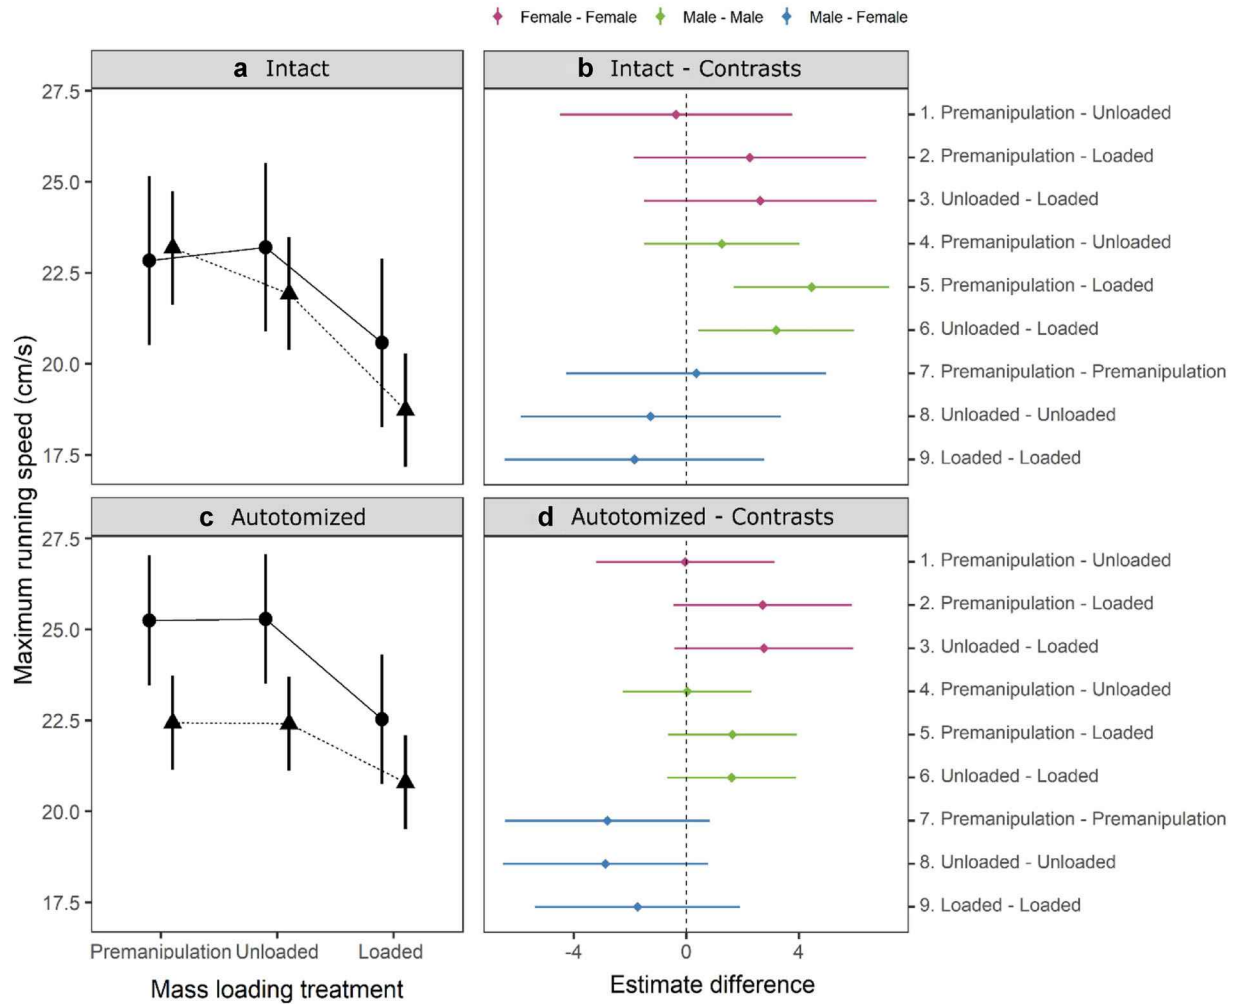 Female - Female Male - Male Male - Female
a Intact
b Intact - Contrasts
27.5
25.0
22.5
20.0
17.5
1. Premanipulation - Unloaded
2. Premanipulation - Loaded
3. Unloaded - Loaded
4. Premanipulation - Unloaded
5. Premanipulation - Loaded
6. Unloaded - Loaded
7. Premanipulation - Premanipulation
8. Unloaded - Unloaded
9. Loaded - Loaded
Maximum running speed (cm/s)
c Autotomized
d Autotomized - Contrasts
27.5
25.0
22.5
20.0
17.5
1. Premanipulation - Unloaded
2. Premanipulation - Loaded
3. Unloaded - Loaded
4. Premanipulation - Unloaded
5. Premanipulation - Loaded
6. Unloaded - Loaded
7. Premanipulation - Premanipulation
8. Unloaded - Unloaded
9. Loaded - Loaded
Premanipulation Unloaded Loaded
-4 0 4
Mass loading treatment
Estimate difference